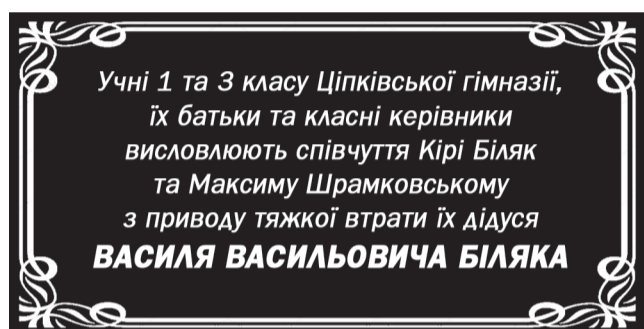 Учні 1 та 3 класу Ціпківської гімназії,
їх батьки та класні керівники
висловлюють співчуття Кірі Біляк
та Максиму Шрамковському
з приводу тяжкої втрати їх дідуся
ВАСИЛЯ ВАСИЛЬОВИЧА БІЛЯКА